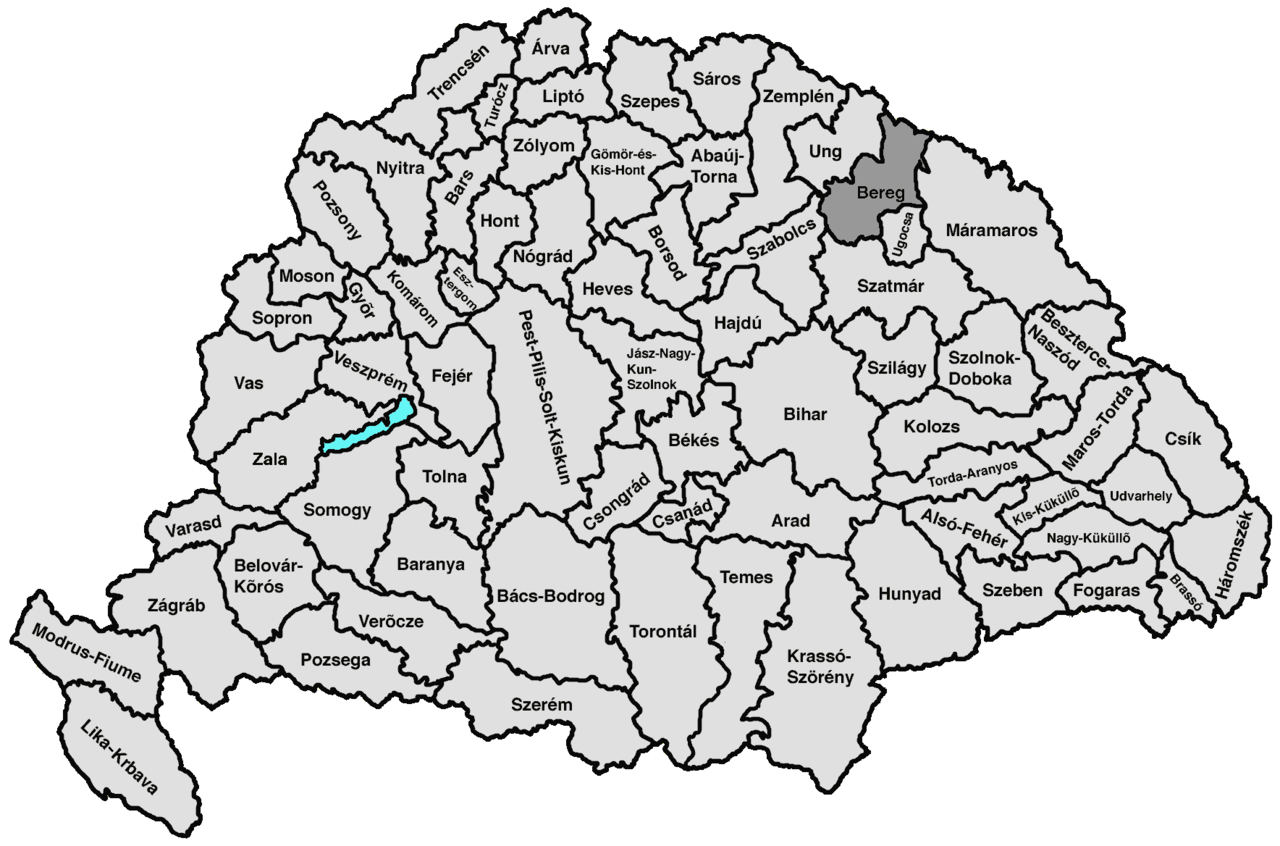 Árva
Trencsén
Turócz
Liptó
Szepes
Sáros
Zemplén
Nyitra
Bars
Zólyom
Gömör-és-
Kis-Hont
Abaúj-
Torna
Ung
Bereg
Ugocsa
Máramaros
Pozsony
Hont
Nógrád
Borsod
Szabolcs
Moson
Győr
Komárom
Esz-
tergom
Heves
Hajdú
Szatmár
Sopron
Vas
Veszprém
Fejér
Pest-Pilis-Solt-Kiskun
Jász-Nagy-
Kun-
Szolnok
Szilágy
Szolnok-
Doboka
Besztercze-
Naszód
Bihar
Békés
Kolozs
Maros-Torda
Csík
Zala
Tolna
Somogy
Csongrád
Csanád
Arad
Torda-Aranyos
Alsó-Fehér
Kis-Küküllő
Udvarhely
Nagy-Küküllő
Háromszék
Varasd
Belovár-
Kõrós
Baranya
Bács-Bodrog
Torontál
Temes
Hunyad
Szeben
Fogaras
Brassó
Zágráb
Verõcze
Pozsega
Krassó-
Szörény
Modrus-Fiume
Szerém
Lika-Krbava